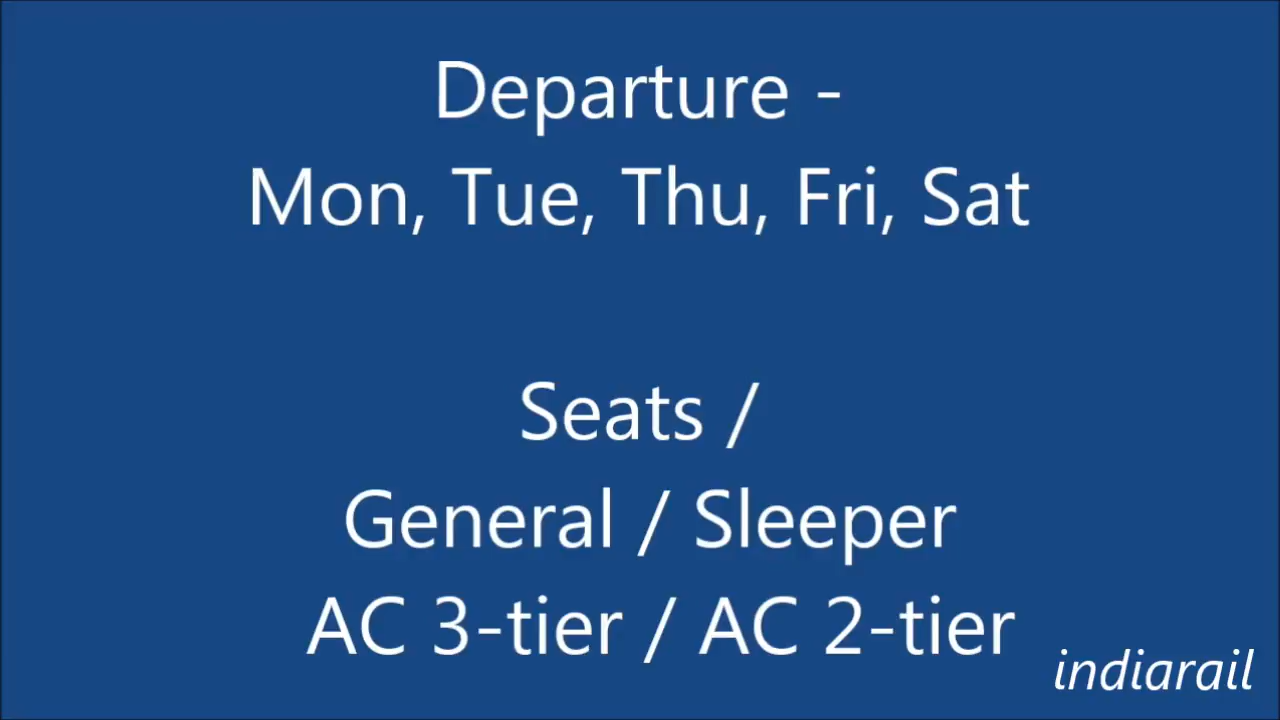 Departure -
Mon, Tue, Thu, Fri, Sat
Seats /
General / Sleeper
AC 3-tier / AC 2-tier
indiarail